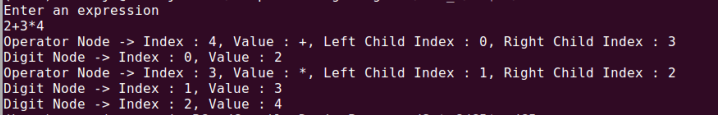 Enter an expression
2+3*4
Operator Node -> Index : 4, Value : +, Left Child Index : 0, Right Child Index : 3
Digit Node -> Index : 0, Value : 2
Operator Node -> Index : 3, Value : *, Left Child Index : 1, Right Child Index : 2
Digit Node -> Index : 1, Value : 3
Digit Node -> Index : 2, Value : 4